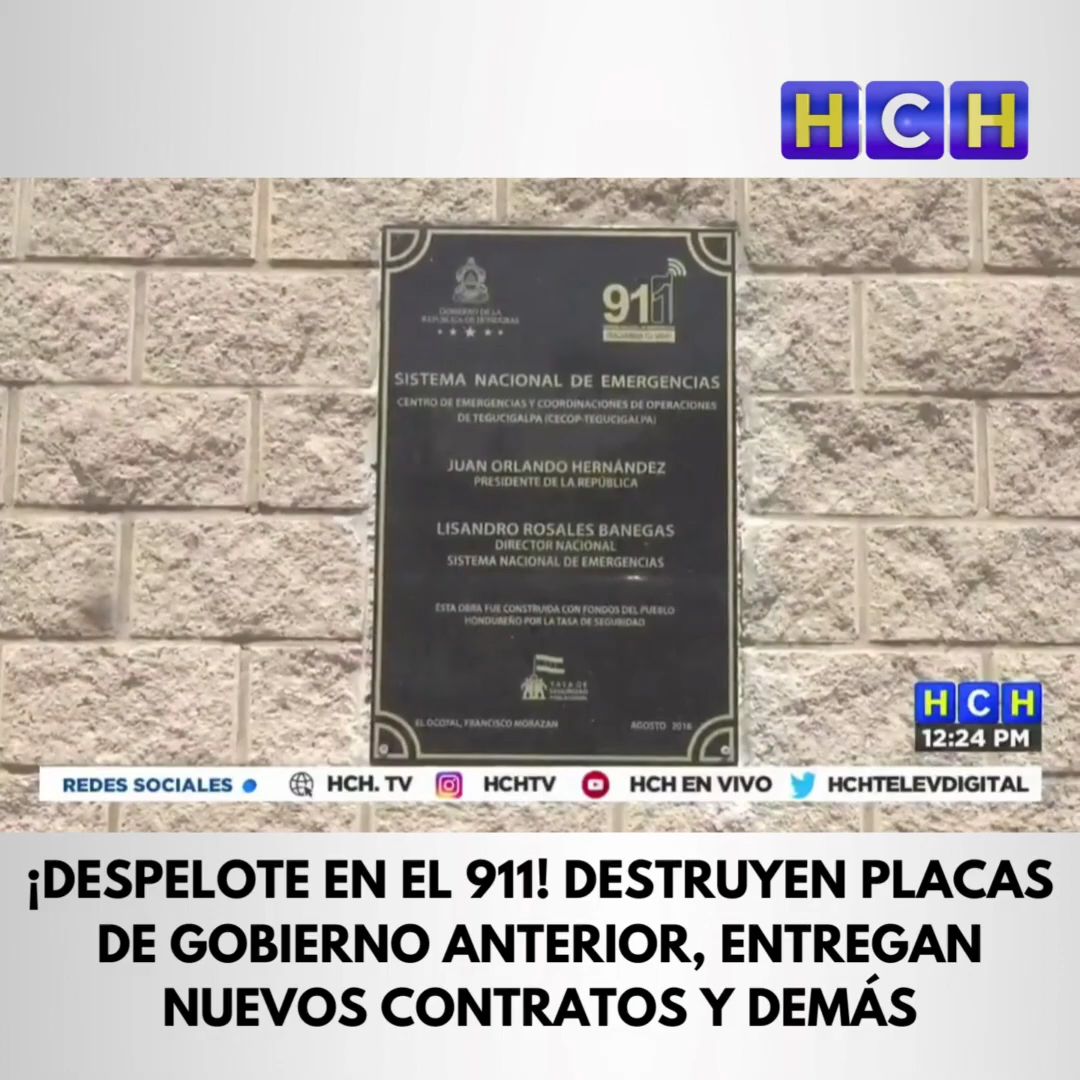 HCH
GOBIERNO DE LA
REPÚBLICA DE HONDURAS
911
SISTEMA NACIONAL DE EMERGENCIAS
CENTRO DE EMERGENCIAS Y COORDINACIONES DE OPERACIONES
DE TEGUCIGALPA (CECOP-TEGUCIGALPA)
JUAN ORLANDO HERNÁNDEZ
PRESIDENTE DE LA REPÚBLICA
LISANDRO ROSALES BANEGAS
DIRECTOR NACIONAL
SISTEMA NACIONAL DE EMERGENCIAS
ESTA OBRA FUE CONSTRUIDA CON FONDOS DEL PUEBLO
HONDUREÑO POR LA TASA DE SEGURIDAD
TASA DE
SEGURIDAD
EL OCOTAL, FRANCISCO MORAZAN
AGOSTO 2016
HCH
12:24 PM
REDES SOCIALES HCH. TV HCHTV HCH EN VIVO HCHTELEVDIGITAL
¡DESPELOTE EN EL 911! DESTRUYEN PLACAS
DE GOBIERNO ANTERIOR, ENTREGAN
NUEVOS CONTRATOS Y DEMÁS